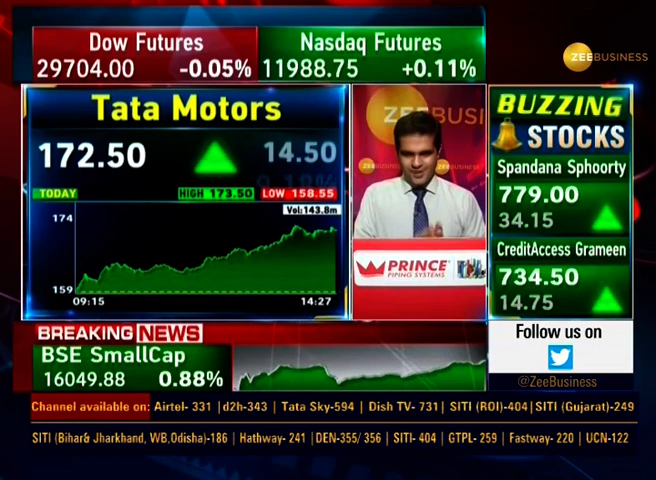 Dow Futures
29704.00 -0.05%
Nasdaq Futures
11988.75 +0.11%
ZEEBUSINESS
Tata Motors
172.50 14.50
TODAY HIGH 173.50 LOW 158.55
Vol:143.8m
174
159
09:15 14:27
ZEEBUSI
ZEEBUSINESS
PRINCE
PIPING SYSTEMS
BUZZING
STOCKS
Spandana Sphoorty
779.00
34.15
CreditAccess Grameen
734.50
14.75
BREAKING NEWS
BSE SmallCap
16049.88 0.88%
Follow us on
@ZeeBusiness
Channel available on: Airtel- 331 |d2h-343 | Tata Sky-594 | Dish TV- 731| SITI (ROI)-404|SITI (Gujarat)-249
SITI (Bihar& Jharkhand, WB,Odisha)-186 | Hathway- 241 |DEN-355/ 356 | SITI- 404 | GTPL- 259 | Fastway- 220 | UCN-122